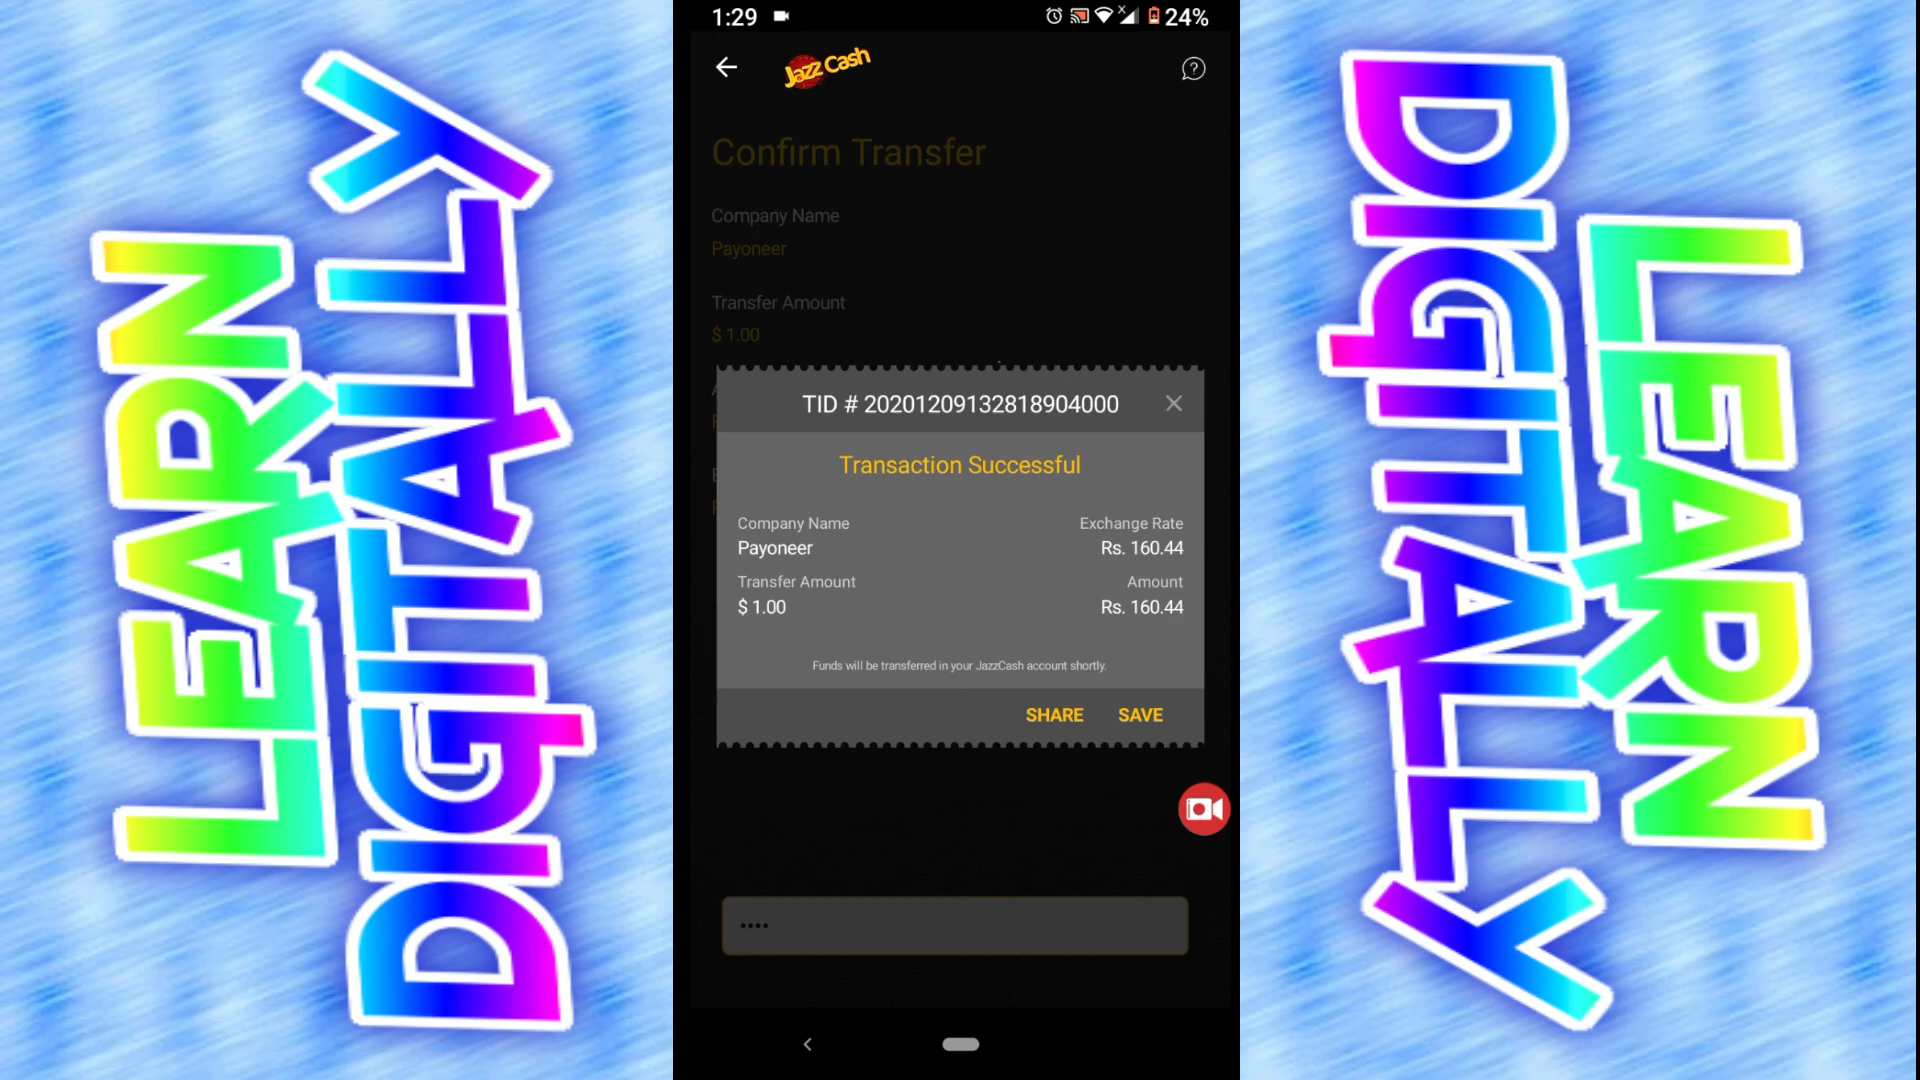 LEARN
DIGITALLY
1:29
24%
Jazz Cash
Confirm Transfer
Company Name
Payoneer
Transfer Amount
$ 1.00
TID # 20201209132818904000
Transaction Successful
Company Name
Exchange Rate
Payoneer
Rs. 160.44
Transfer Amount
Amount
$ 1.00
Rs. 160.44
Funds will be transferred in your JazzCash account shortly.
SHARE
SAVE
LEARN
DIGITALLY